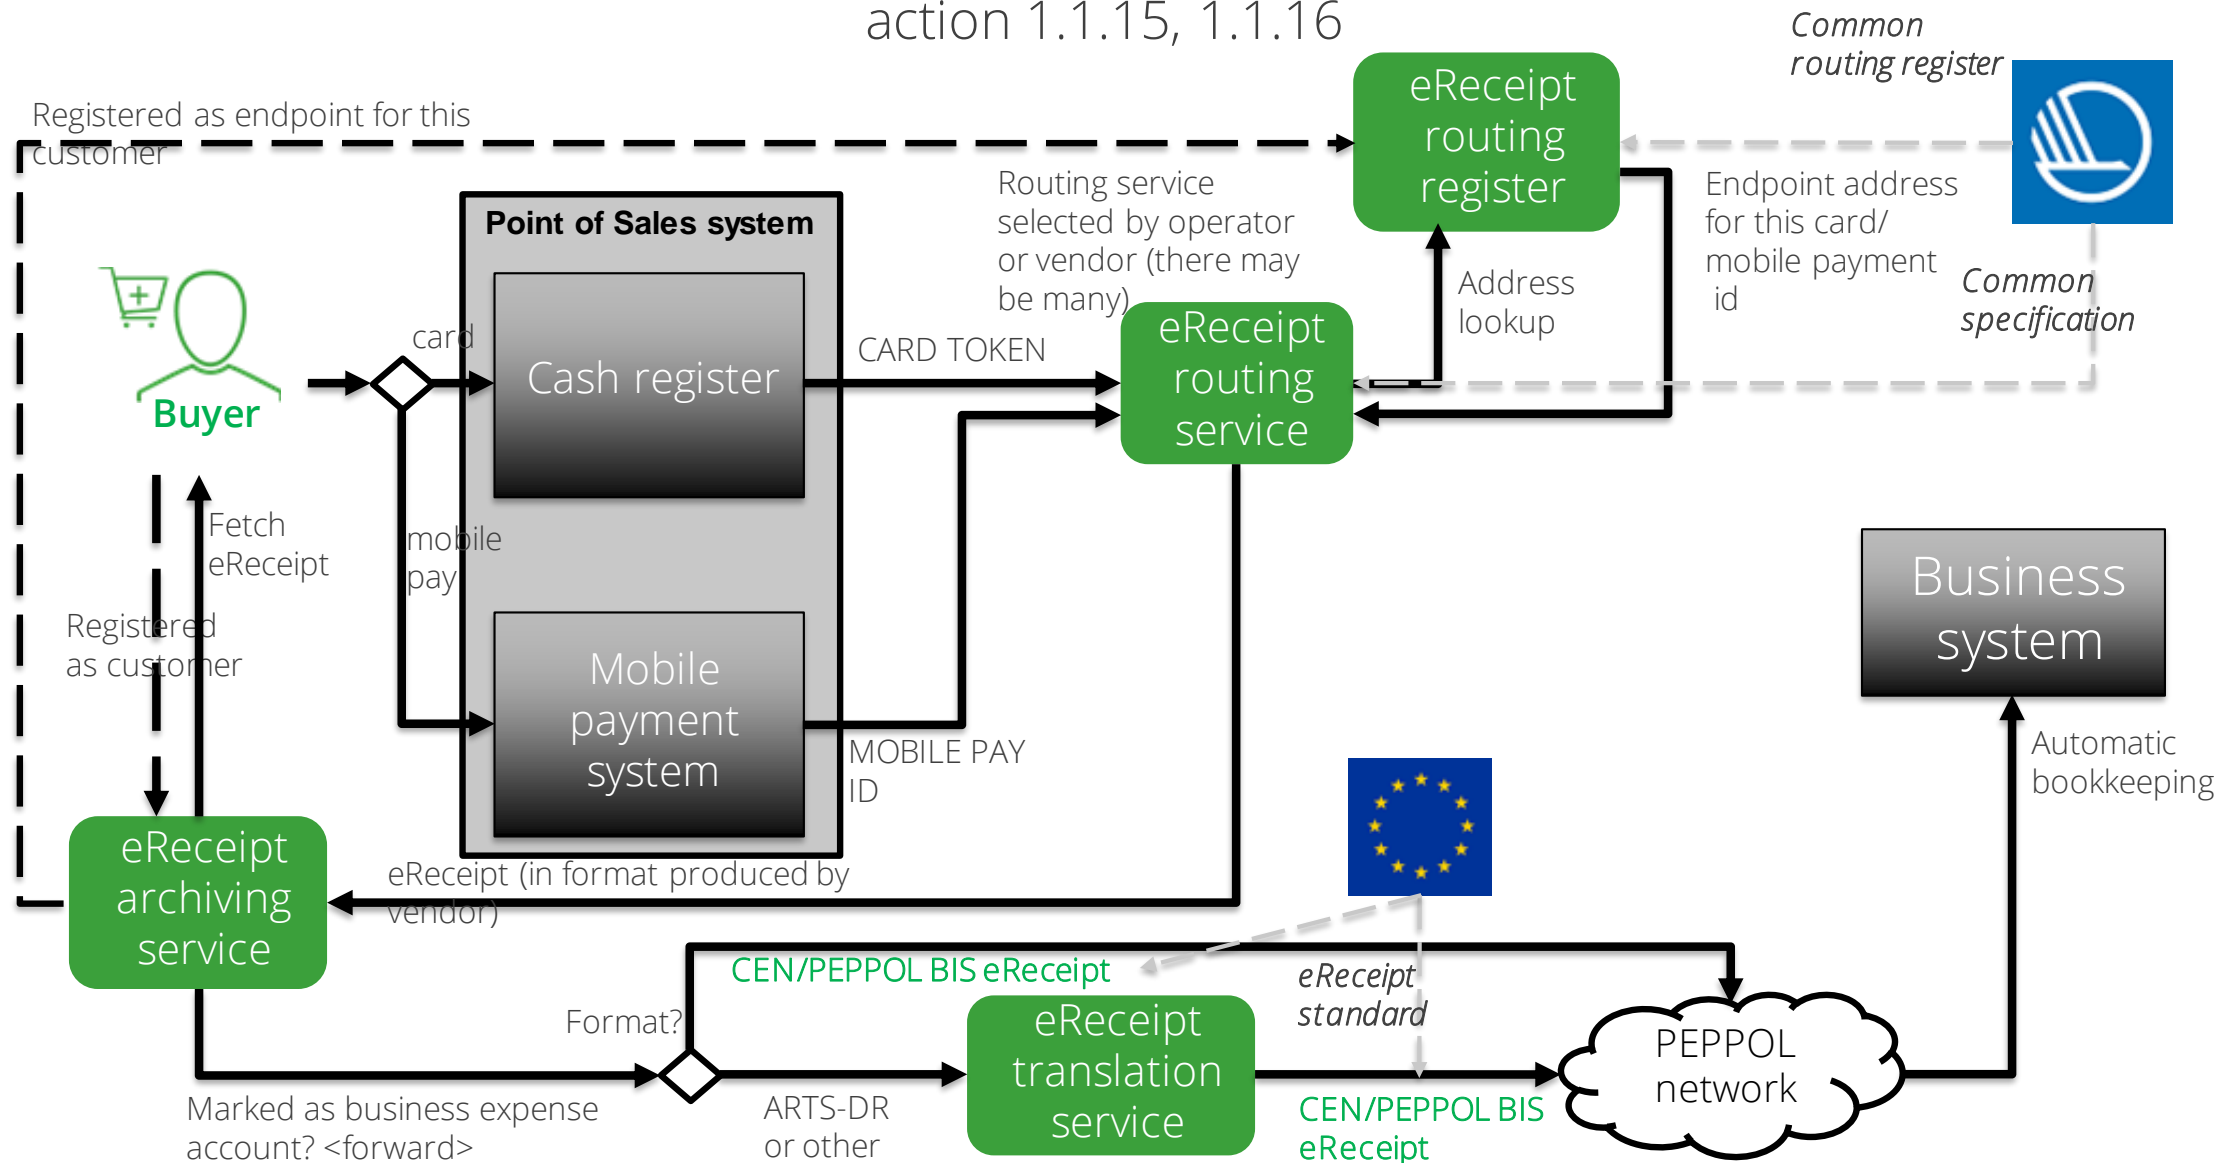 action 1.1.15, 1.1.16
Common
routing register
eReceipt
routing
register
Registered as endpoint for this
customer
Routing service
selected by operator
or vendor (there may
be many)
Endpoint address
for this card/
mobile payment
id
Point of Sales system
Address
lookup
Common
specification
card
Cash register
CARD TOKEN
eReceipt
routing
service
Buyer
Fetch
eReceipt
mobile
pay
Business
system
Registered
as customer
Mobile
payment
system
MOBILE PAY
ID
Automatic
bookkeeping
eReceipt
archiving
service
eReceipt (in format produced by
vendor)
CEN/PEPPOL BIS eReceipt
eReceipt
standard
Format?
eReceipt
translation
service
PEPPOL
network
Marked as business expense
account? <forward>
ARTS-DR
or other
CEN/PEPPOL BIS
eReceipt